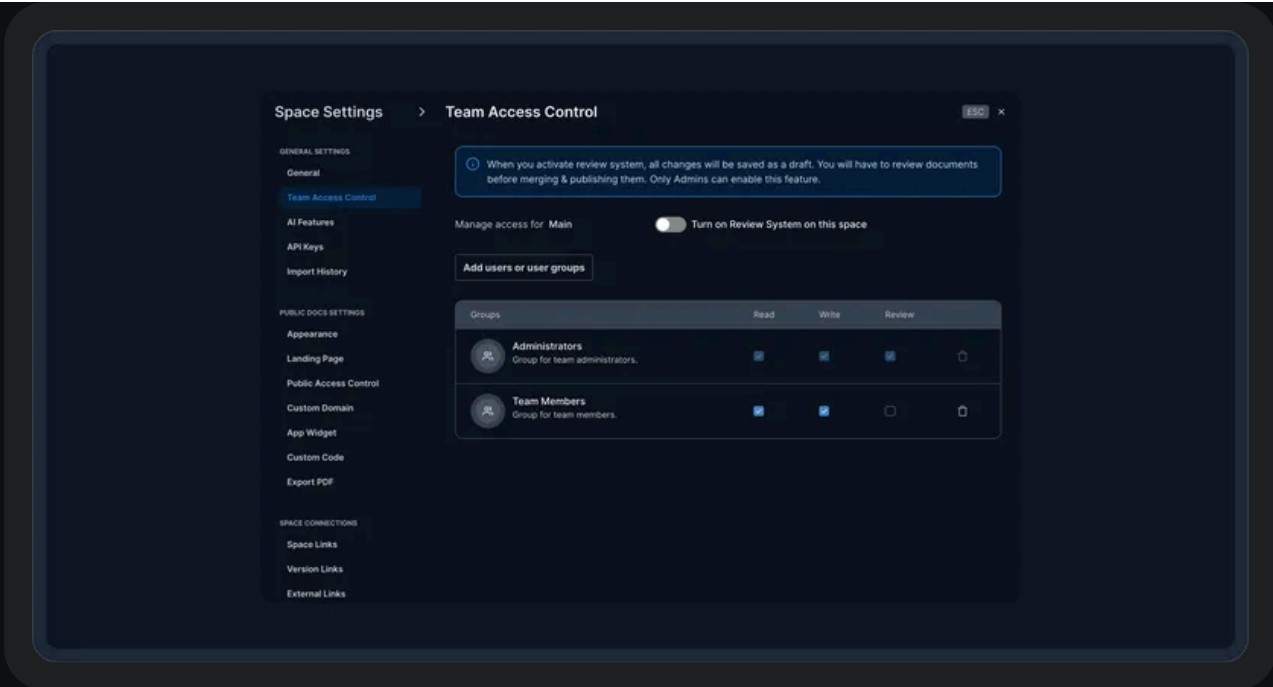 Space Settings > Team Access Control
ESC ×
GENERAL SETTINGS
General
Team Access Control
AI Features
API Keys
Import History
PUBLIC DOCS SETTINGS
Appearance
Landing Page
Public Access Control
Custom Domain
App Widget
Custom Code
Export PDF
SPACE CONNECTIONS
Space Links
Version Links
External Links
When you activate review system, all changes will be saved as a draft. You will have to review documents
before merging & publishing them. Only Admins can enable this feature.
Manage access for Main
Turn on Review System on this space
Add users or user groups
Groups Read Write Review
Administrators
Group for team administrators.
Team Members
Group for team members.